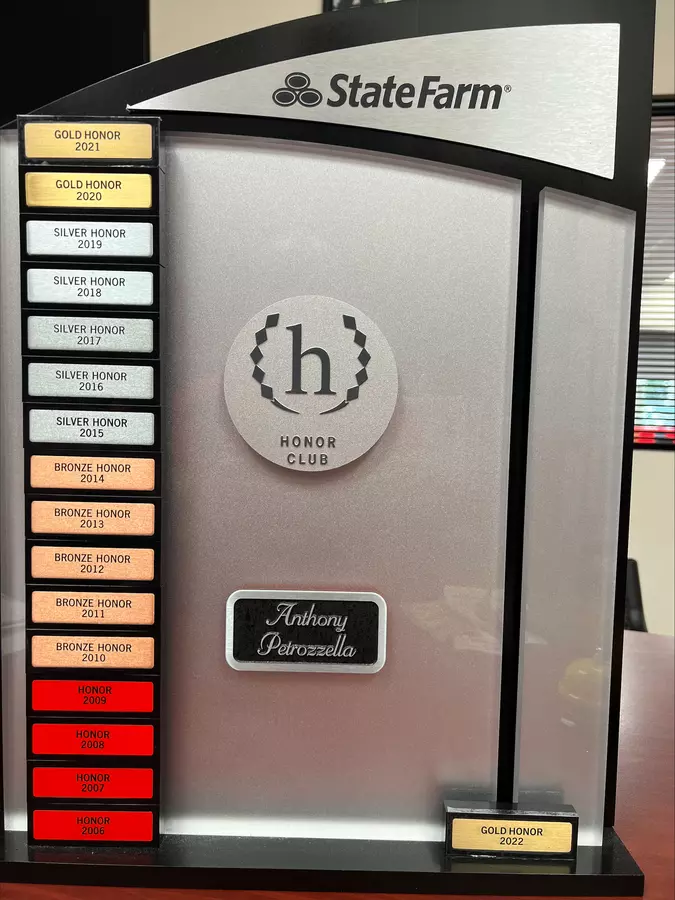 StateFarm®
GOLD HONOR
2021
GOLD HONOR
2020
SILVER HONOR
2019
SILVER HONOR
2018
SILVER HONOR
2017
SILVER HONOR
2016
SILVER HONOR
2015
BRONZE HONOR
2014
BRONZE HONOR
2013
BRONZE HONOR
2012
BRONZE HONOR
2011
BRONZE HONOR
2010
HONOR
2009
HONOR
2008
HONOR
2007
HONOR
2006
h
HONOR
CLUB
Anthony
Petrozzella
GOLD HONOR
2022